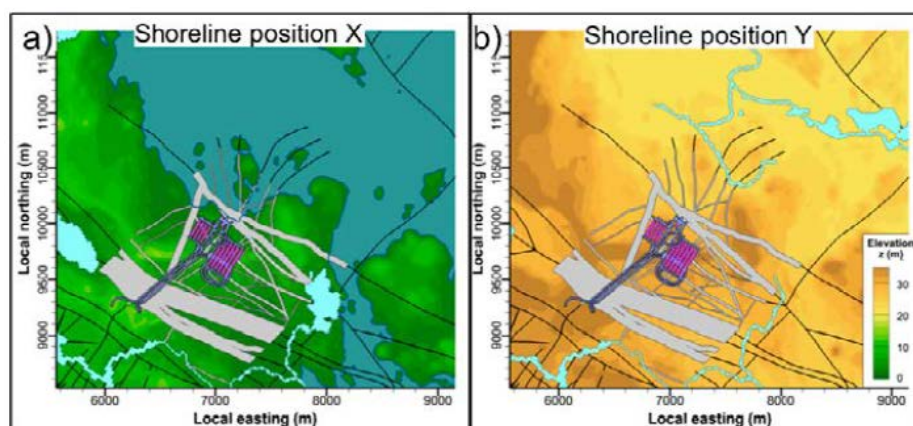 a) Shoreline position X
b) Shoreline position Y
Local northing (m)
11000
10500
10000
9500
9000
6000 7000 8000 9000
Local easting (m)
Local northing (m)
11000
10500
10000
9500
9000
6000 7000 8000 9000
Local easting (m)
Elevation
z (m)
30
20
10
0